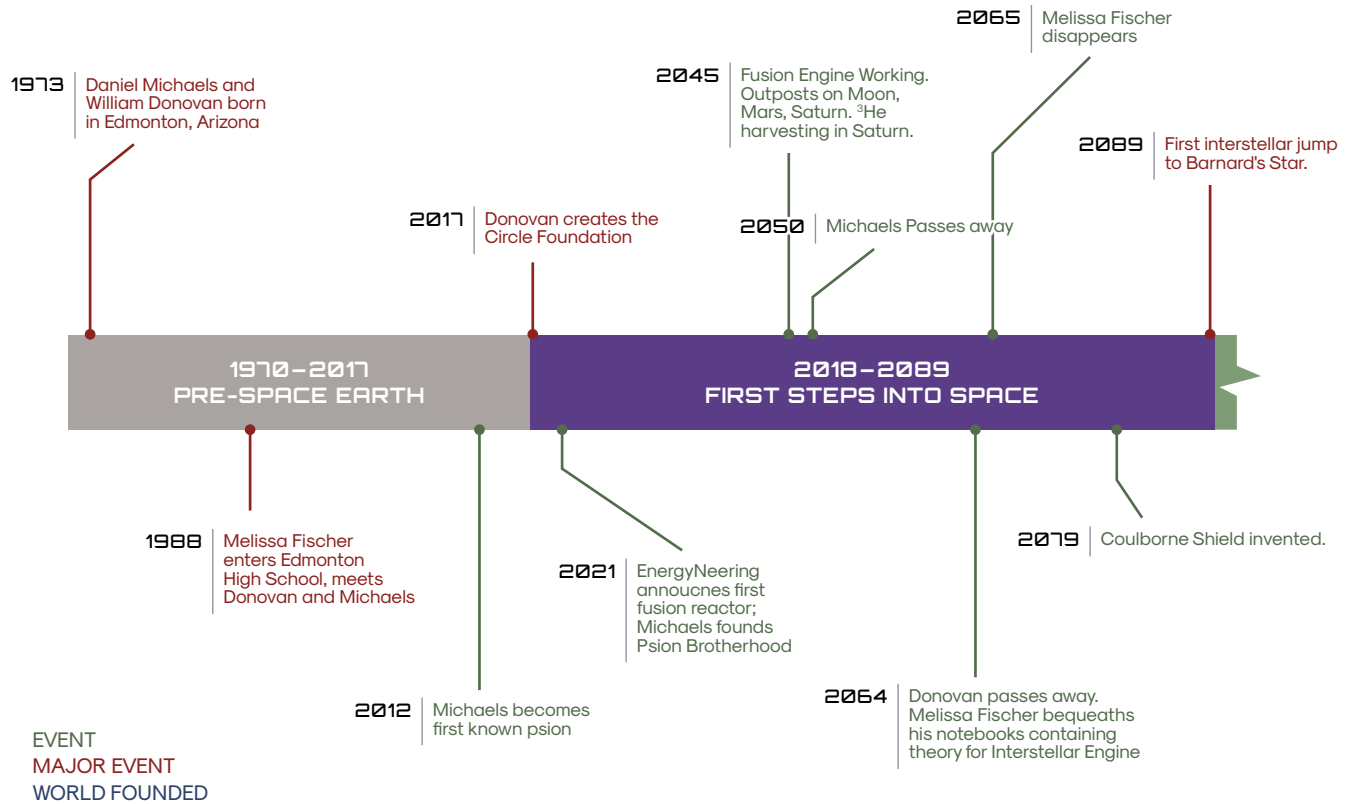 2065
Melissa Fischer
disappears
1973
Daniel Michaels and
William Donovan born
in Edmonton, Arizona
2045
Fusion Engine Working.
Outposts on Moon,
Mars, Saturn. ³He
harvesting in Saturn.
2089
First interstellar jump
to Barnard's Star.
2017
Donovan creates the
Circle Foundation
2050
Michaels Passes away
1970–2017
PRE-SPACE EARTH
2018–2089
FIRST STEPS INTO SPACE
1988
Melissa Fischer
enters Edmonton
High School, meets
Donovan and Michaels
2079
Coulborne Shield invented.
2021
EnergyNeering
annoucnes first
fusion reactor;
Michaels founds
Psion Brotherhood
2012
Michaels becomes
first known psion
2064
Donovan passes away.
Melissa Fischer bequeaths
his notebooks containing
theory for Interstellar Engine
EVENT
MAJOR EVENT
WORLD FOUNDED